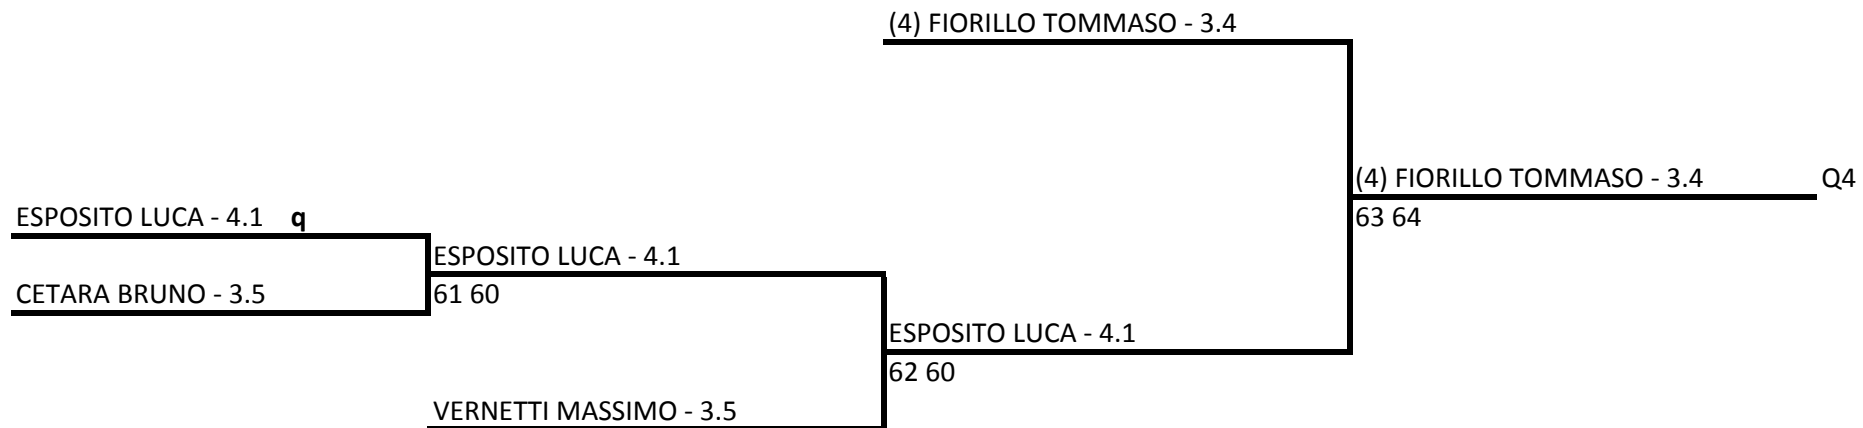 (4) FIORILLO TOMMASO - 3.4
(4) FIORILLO TOMMASO - 3.4 Q4
63 64
ESPOSITO LUCA - 4.1 q
ESPOSITO LUCA - 4.1
CETARA BRUNO - 3.5
61 60
ESPOSITO LUCA - 4.1
62 60
VERNETTI MASSIMO - 3.5